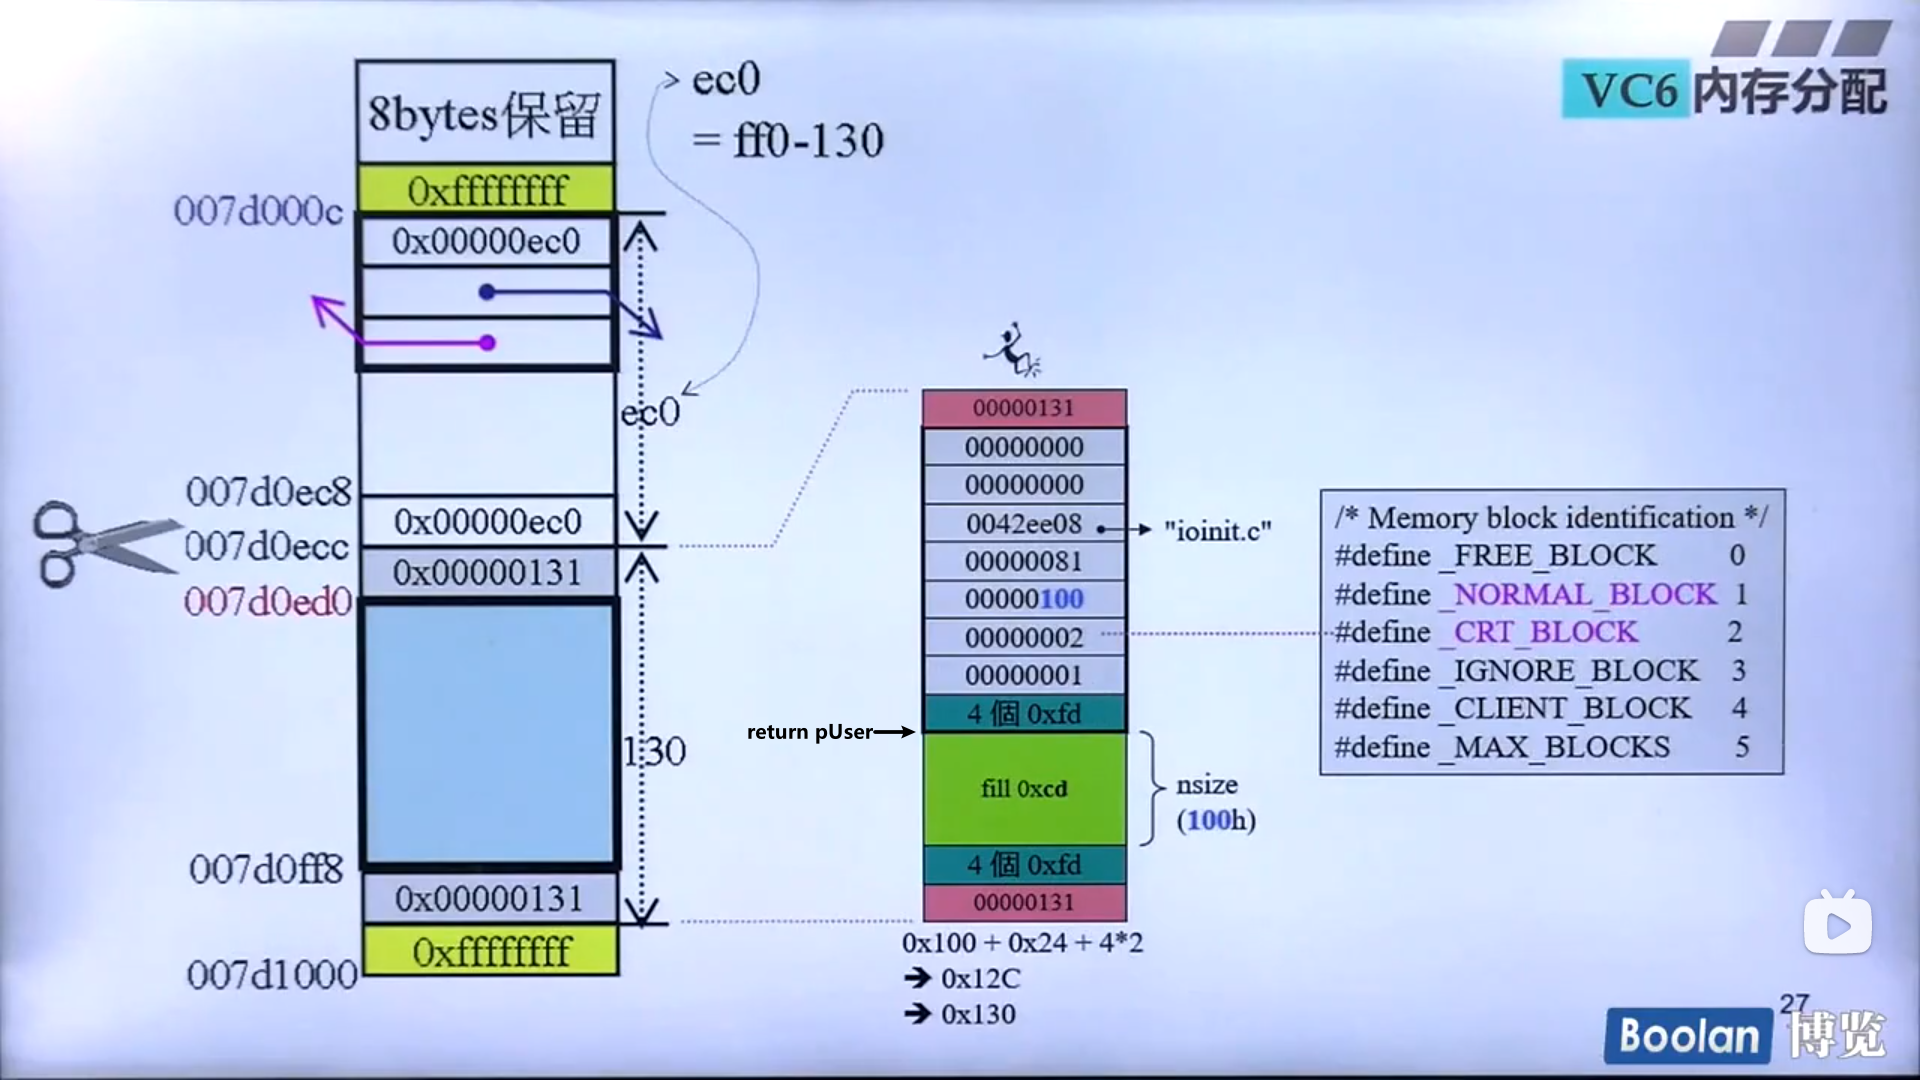 VC6 内存分配
8bytes保留
0xffffffff
007d000c
0x00000ec0
ec0
= ff0-130
ec0
007d0ec8
0x00000ec0
007d0ecc
0x00000131
007d0ed0
130
007d0ff8
0x00000131
0xffffffff
007d1000
00000131
00000000
00000000
0042ee08
"ioinit.c"
00000081
00000100
00000002
00000001
4 個 0xfd
return pUser
fill 0xcd
nsize
(100h)
4 個 0xfd
00000131
0x100 + 0x24 + 4*2
➔ 0x12C
➔ 0x130
/* Memory block identification */
#define _FREE_BLOCK 0
#define _NORMAL_BLOCK 1
#define _CRT_BLOCK 2
#define _IGNORE_BLOCK 3
#define _CLIENT_BLOCK 4
#define _MAX_BLOCKS 5
27
Boolan 博览